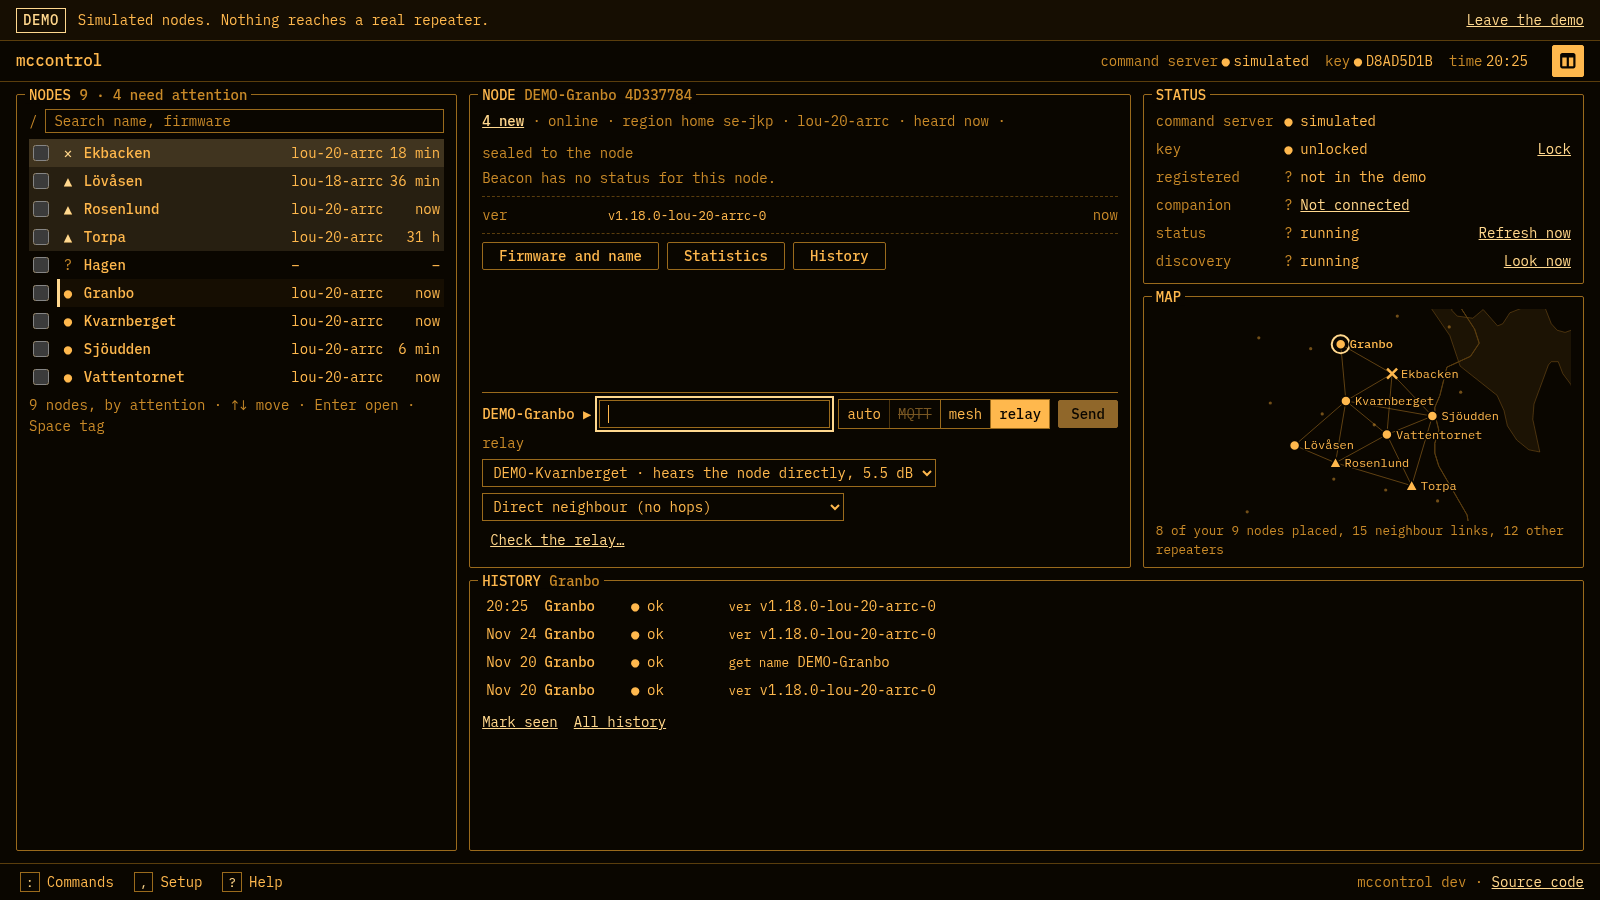 DEMO Simulated nodes. Nothing reaches a real repeater. Leave the demo
mccontrol command server ● simulated key ● D8AD5D1B time 20:25
NODES 9 · 4 need attention
/ Search name, firmware
× Ekbacken lou-20-arrc 18 min
▲ Lövåsen lou-18-arrc 36 min
▲ Rosenlund lou-20-arrc now
▲ Torpa lou-20-arrc 31 h
? Hagen – –
● Granbo lou-20-arrc now
● Kvarnberget lou-20-arrc now
● Sjöudden lou-20-arrc 6 min
● Vattentornet lou-20-arrc now
9 nodes, by attention · ↑↓ move · Enter open ·
Space tag
NODE DEMO-Granbo 4D337784
4 new · online · region home se-jkp · lou-20-arrc · heard now ·
sealed to the node
Beacon has no status for this node.
ver v1.18.0-lou-20-arrc-0 now
Firmware and name Statistics History
DEMO-Granbo ▶ auto MQTT mesh relay Send
relay
DEMO-Kvarnberget · hears the node directly, 5.5 dB
Direct neighbour (no hops)
Check the relay…
STATUS
command server ● simulated
key ● unlocked Lock
registered ? not in the demo
companion ? Not connected
status ? running Refresh now
discovery ? running Look now
MAP
Granbo
Ekbacken
Kvarnberget
Sjöudden
Vattentornet
Lövåsen
Rosenlund
Torpa
8 of your 9 nodes placed, 15 neighbour links, 12 other
repeaters
HISTORY Granbo
20:25 Granbo ● ok ver v1.18.0-lou-20-arrc-0
Nov 24 Granbo ● ok ver v1.18.0-lou-20-arrc-0
Nov 20 Granbo ● ok get name DEMO-Granbo
Nov 20 Granbo ● ok ver v1.18.0-lou-20-arrc-0
Mark seen All history
: Commands , Setup ? Help mccontrol dev · Source code